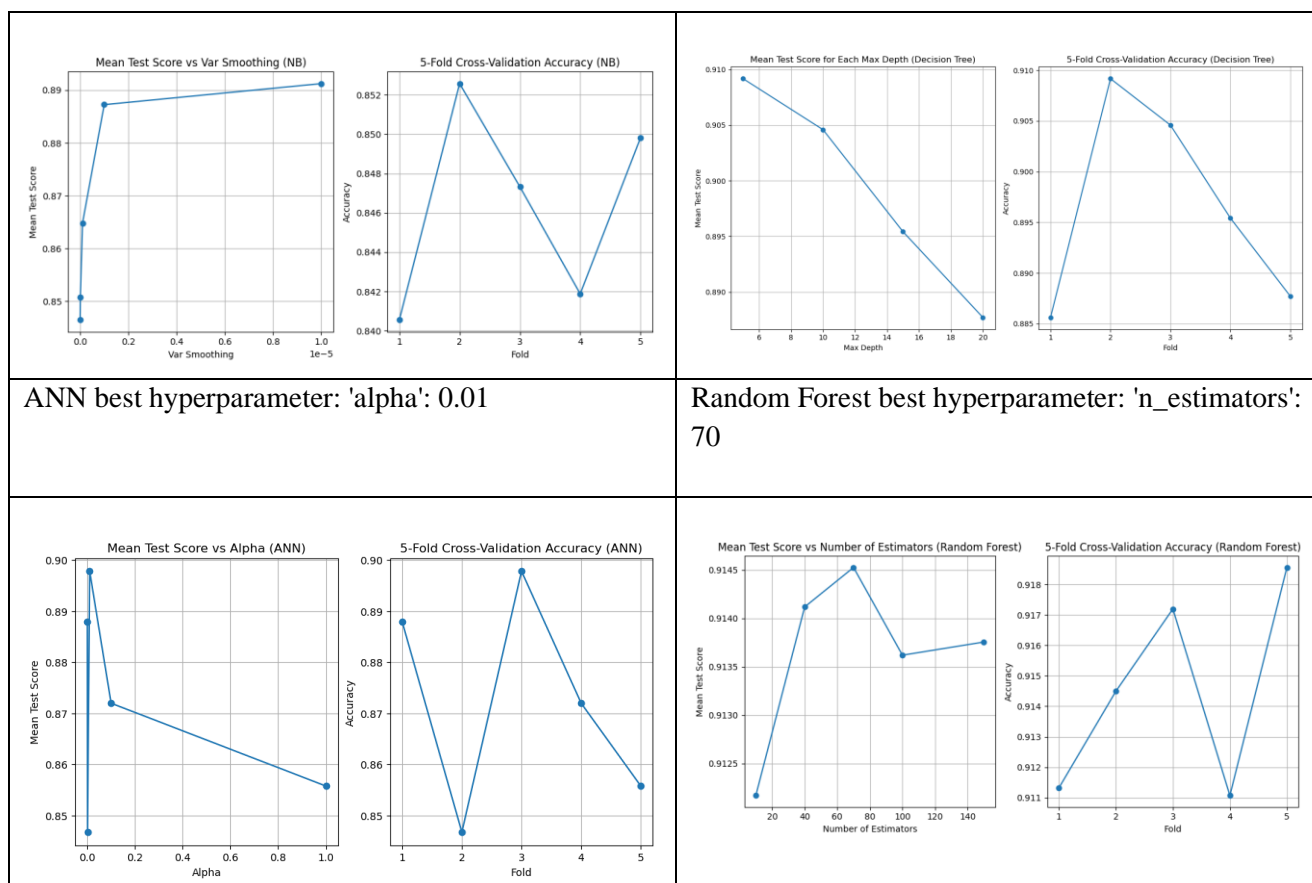 Mean Test Score vs Var Smoothing (NB)
5-Fold Cross-Validation Accuracy (NB)
Mean Test Score
0.89
0.88
0.87
0.86
0.85
0.0 0.2 0.4 0.6 0.8 1.0
Var Smoothing
1e-5
Accuracy
0.852
0.850
0.848
0.846
0.844
0.842
0.840
1 2 3 4 5
Fold
Mean Test Score for Each Max Depth (Decision Tree)
5-Fold Cross-Validation Accuracy (Decision Tree)
Mean Test Score
0.910
0.905
0.900
0.895
0.890
6 8 10 12 14 16 18 20
Max Depth
Accuracy
0.910
0.905
0.900
0.895
0.890
0.885
1 2 3 4 5
Fold
ANN best hyperparameter: 'alpha': 0.01
Random Forest best hyperparameter: 'n_estimators':
70
Mean Test Score vs Alpha (ANN)
5-Fold Cross-Validation Accuracy (ANN)
Mean Test Score
0.90
0.89
0.88
0.87
0.86
0.85
0.0 0.2 0.4 0.6 0.8 1.0
Alpha
Accuracy
0.90
0.89
0.88
0.87
0.86
0.85
1 2 3 4 5
Fold
Mean Test Score vs Number of Estimators (Random Forest)
5-Fold Cross-Validation Accuracy (Random Forest)
Mean Test Score
0.9145
0.9140
0.9135
0.9130
0.9125
20 40 60 80 100 120 140
Number of Estimators
Accuracy
0.918
0.917
0.916
0.915
0.914
0.913
0.912
0.911
1 2 3 4 5
Fold